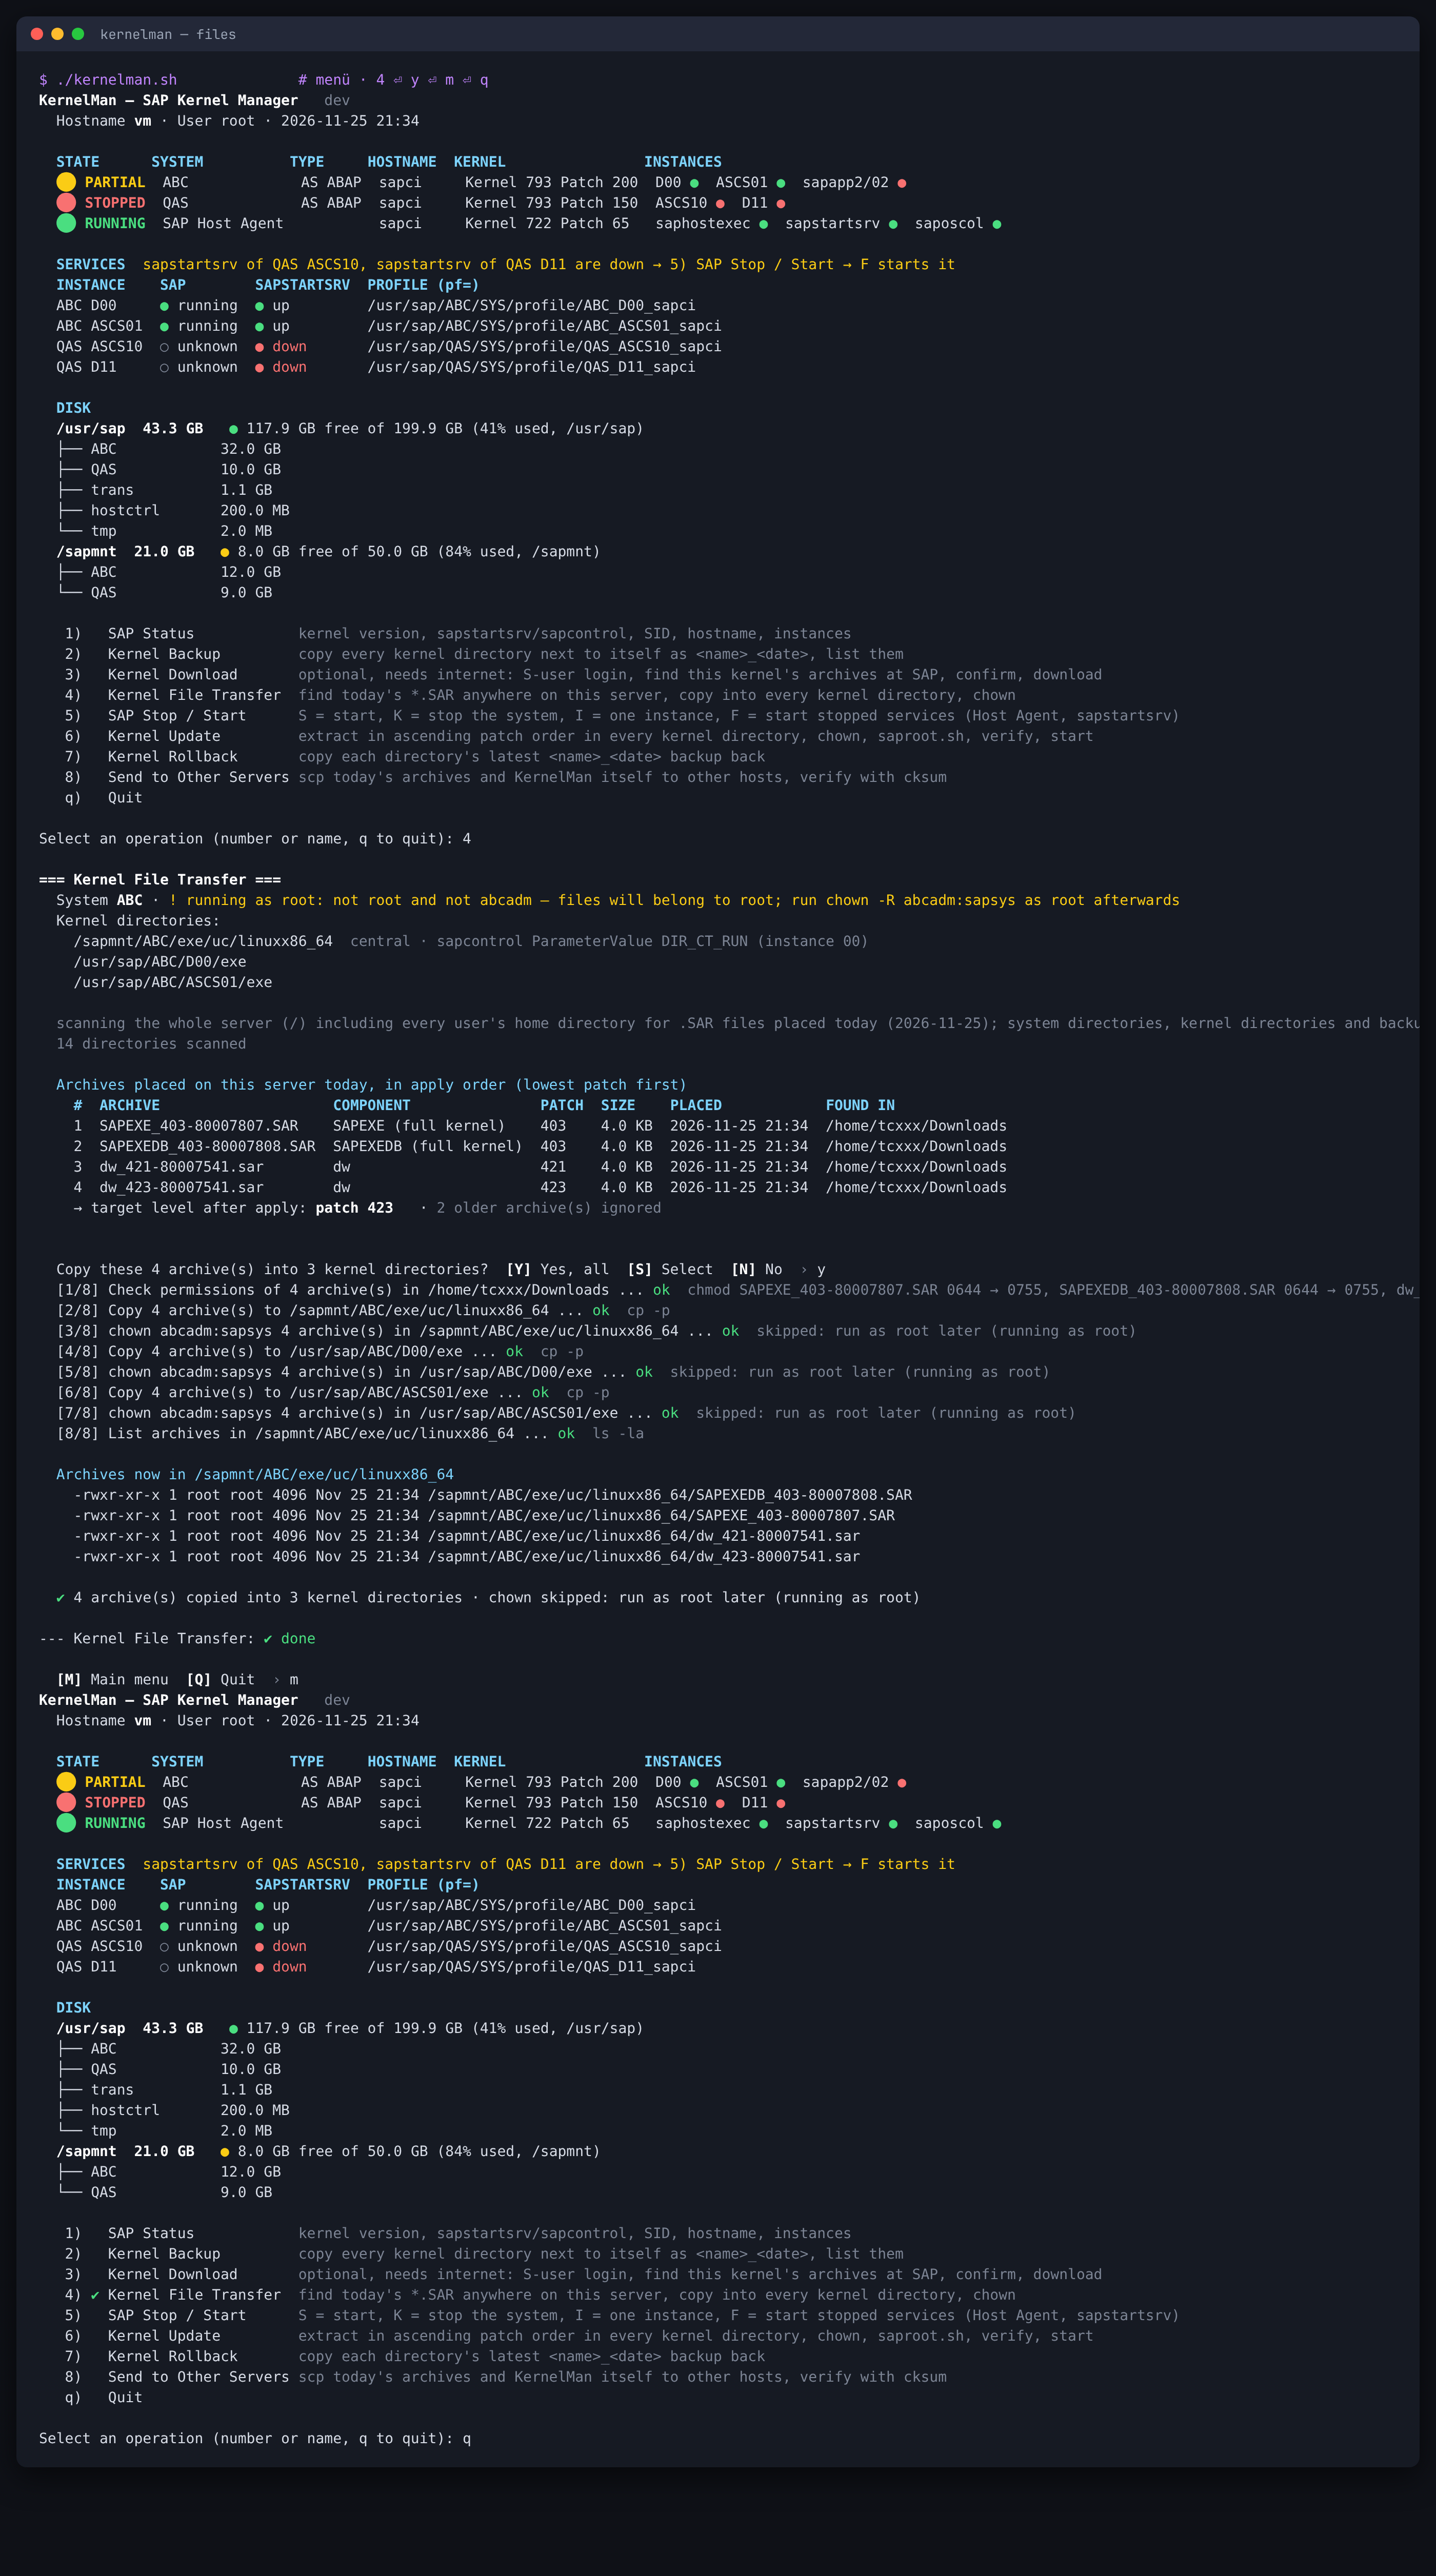 kernelman — files
$ ./kernelman.sh              # menü · 4 ⏎ y ⏎ m ⏎ q
KernelMan — SAP Kernel Manager   dev
  Hostname vm · User root · 2026-11-25 21:34
  STATE      SYSTEM          TYPE     HOSTNAME  KERNEL                INSTANCES
  PARTIAL  ABC             AS ABAP  sapci     Kernel 793 Patch 200  D00 ●  ASCS01 ●  sapapp2/02 ●
  STOPPED  QAS             AS ABAP  sapci     Kernel 793 Patch 150  ASCS10 ●  D11 ●
  RUNNING  SAP Host Agent           sapci     Kernel 722 Patch 65   saphostexec ●  sapstartsrv ●  saposcol ●
  SERVICES  sapstartsrv of QAS ASCS10, sapstartsrv of QAS D11 are down → 5) SAP Stop / Start → F starts it
  INSTANCE    SAP        SAPSTARTSRV  PROFILE (pf=)
  ABC D00     ● running  ● up         /usr/sap/ABC/SYS/profile/ABC_D00_sapci
  ABC ASCS01  ● running  ● up         /usr/sap/ABC/SYS/profile/ABC_ASCS01_sapci
  QAS ASCS10  ○ unknown  ● down       /usr/sap/QAS/SYS/profile/QAS_ASCS10_sapci
  QAS D11     ○ unknown  ● down       /usr/sap/QAS/SYS/profile/QAS_D11_sapci
  DISK
  /usr/sap  43.3 GB   ● 117.9 GB free of 199.9 GB (41% used, /usr/sap)
  ├── ABC            32.0 GB
  ├── QAS            10.0 GB
  ├── trans          1.1 GB
  ├── hostctrl       200.0 MB
  └── tmp            2.0 MB
  /sapmnt  21.0 GB   ● 8.0 GB free of 50.0 GB (84% used, /sapmnt)
  ├── ABC            12.0 GB
  └── QAS            9.0 GB
   1)   SAP Status            kernel version, sapstartsrv/sapcontrol, SID, hostname, instances
   2)   Kernel Backup         copy every kernel directory next to itself as <name>_<date>, list them
   3)   Kernel Download       optional, needs internet: S-user login, find this kernel's archives at SAP, confirm, download
   4)   Kernel File Transfer  find today's *.SAR anywhere on this server, copy into every kernel directory, chown
   5)   SAP Stop / Start      S = start, K = stop the system, I = one instance, F = start stopped services (Host Agent, sapstartsrv)
   6)   Kernel Update         extract in ascending patch order in every kernel directory, chown, saproot.sh, verify, start
   7)   Kernel Rollback       copy each directory's latest <name>_<date> backup back
   8)   Send to Other Servers scp today's archives and KernelMan itself to other hosts, verify with cksum
   q)   Quit
Select an operation (number or name, q to quit): 4
=== Kernel File Transfer ===
  System ABC · ! running as root: not root and not abcadm — files will belong to root; run chown -R abcadm:sapsys as root afterwards
  Kernel directories:
    /sapmnt/ABC/exe/uc/linuxx86_64  central · sapcontrol ParameterValue DIR_CT_RUN (instance 00)
    /usr/sap/ABC/D00/exe
    /usr/sap/ABC/ASCS01/exe
  scanning the whole server (/) including every user's home directory for .SAR files placed today (2026-11-25); system directories, kernel directories and backu
  14 directories scanned
  Archives placed on this server today, in apply order (lowest patch first)
    #  ARCHIVE                    COMPONENT               PATCH  SIZE    PLACED            FOUND IN
    1  SAPEXE_403-80007807.SAR    SAPEXE (full kernel)    403    4.0 KB  2026-11-25 21:34  /home/tcxxx/Downloads
    2  SAPEXEDB_403-80007808.SAR  SAPEXEDB (full kernel)  403    4.0 KB  2026-11-25 21:34  /home/tcxxx/Downloads
    3  dw_421-80007541.sar        dw                      421    4.0 KB  2026-11-25 21:34  /home/tcxxx/Downloads
    4  dw_423-80007541.sar        dw                      423    4.0 KB  2026-11-25 21:34  /home/tcxxx/Downloads
    → target level after apply: patch 423   · 2 older archive(s) ignored
  Copy these 4 archive(s) into 3 kernel directories?  [Y] Yes, all  [S] Select  [N] No  › y
  [1/8] Check permissions of 4 archive(s) in /home/tcxxx/Downloads ... ok  chmod SAPEXE_403-80007807.SAR 0644 → 0755, SAPEXEDB_403-80007808.SAR 0644 → 0755, dw_
  [2/8] Copy 4 archive(s) to /sapmnt/ABC/exe/uc/linuxx86_64 ... ok  cp -p
  [3/8] chown abcadm:sapsys 4 archive(s) in /sapmnt/ABC/exe/uc/linuxx86_64 ... ok  skipped: run as root later (running as root)
  [4/8] Copy 4 archive(s) to /usr/sap/ABC/D00/exe ... ok  cp -p
  [5/8] chown abcadm:sapsys 4 archive(s) in /usr/sap/ABC/D00/exe ... ok  skipped: run as root later (running as root)
  [6/8] Copy 4 archive(s) to /usr/sap/ABC/ASCS01/exe ... ok  cp -p
  [7/8] chown abcadm:sapsys 4 archive(s) in /usr/sap/ABC/ASCS01/exe ... ok  skipped: run as root later (running as root)
  [8/8] List archives in /sapmnt/ABC/exe/uc/linuxx86_64 ... ok  ls -la
  Archives now in /sapmnt/ABC/exe/uc/linuxx86_64
    -rwxr-xr-x 1 root root 4096 Nov 25 21:34 /sapmnt/ABC/exe/uc/linuxx86_64/SAPEXEDB_403-80007808.SAR
    -rwxr-xr-x 1 root root 4096 Nov 25 21:34 /sapmnt/ABC/exe/uc/linuxx86_64/SAPEXE_403-80007807.SAR
    -rwxr-xr-x 1 root root 4096 Nov 25 21:34 /sapmnt/ABC/exe/uc/linuxx86_64/dw_421-80007541.sar
    -rwxr-xr-x 1 root root 4096 Nov 25 21:34 /sapmnt/ABC/exe/uc/linuxx86_64/dw_423-80007541.sar
  ✔ 4 archive(s) copied into 3 kernel directories · chown skipped: run as root later (running as root)
--- Kernel File Transfer: ✔ done
  [M] Main menu  [Q] Quit  › m
KernelMan — SAP Kernel Manager   dev
  Hostname vm · User root · 2026-11-25 21:34
  STATE      SYSTEM          TYPE     HOSTNAME  KERNEL                INSTANCES
  PARTIAL  ABC             AS ABAP  sapci     Kernel 793 Patch 200  D00 ●  ASCS01 ●  sapapp2/02 ●
  STOPPED  QAS             AS ABAP  sapci     Kernel 793 Patch 150  ASCS10 ●  D11 ●
  RUNNING  SAP Host Agent           sapci     Kernel 722 Patch 65   saphostexec ●  sapstartsrv ●  saposcol ●
  SERVICES  sapstartsrv of QAS ASCS10, sapstartsrv of QAS D11 are down → 5) SAP Stop / Start → F starts it
  INSTANCE    SAP        SAPSTARTSRV  PROFILE (pf=)
  ABC D00     ● running  ● up         /usr/sap/ABC/SYS/profile/ABC_D00_sapci
  ABC ASCS01  ● running  ● up         /usr/sap/ABC/SYS/profile/ABC_ASCS01_sapci
  QAS ASCS10  ○ unknown  ● down       /usr/sap/QAS/SYS/profile/QAS_ASCS10_sapci
  QAS D11     ○ unknown  ● down       /usr/sap/QAS/SYS/profile/QAS_D11_sapci
  DISK
  /usr/sap  43.3 GB   ● 117.9 GB free of 199.9 GB (41% used, /usr/sap)
  ├── ABC            32.0 GB
  ├── QAS            10.0 GB
  ├── trans          1.1 GB
  ├── hostctrl       200.0 MB
  └── tmp            2.0 MB
  /sapmnt  21.0 GB   ● 8.0 GB free of 50.0 GB (84% used, /sapmnt)
  ├── ABC            12.0 GB
  └── QAS            9.0 GB
   1)   SAP Status            kernel version, sapstartsrv/sapcontrol, SID, hostname, instances
   2)   Kernel Backup         copy every kernel directory next to itself as <name>_<date>, list them
   3)   Kernel Download       optional, needs internet: S-user login, find this kernel's archives at SAP, confirm, download
   4) ✔ Kernel File Transfer  find today's *.SAR anywhere on this server, copy into every kernel directory, chown
   5)   SAP Stop / Start      S = start, K = stop the system, I = one instance, F = start stopped services (Host Agent, sapstartsrv)
   6)   Kernel Update         extract in ascending patch order in every kernel directory, chown, saproot.sh, verify, start
   7)   Kernel Rollback       copy each directory's latest <name>_<date> backup back
   8)   Send to Other Servers scp today's archives and KernelMan itself to other hosts, verify with cksum
   q)   Quit
Select an operation (number or name, q to quit): q